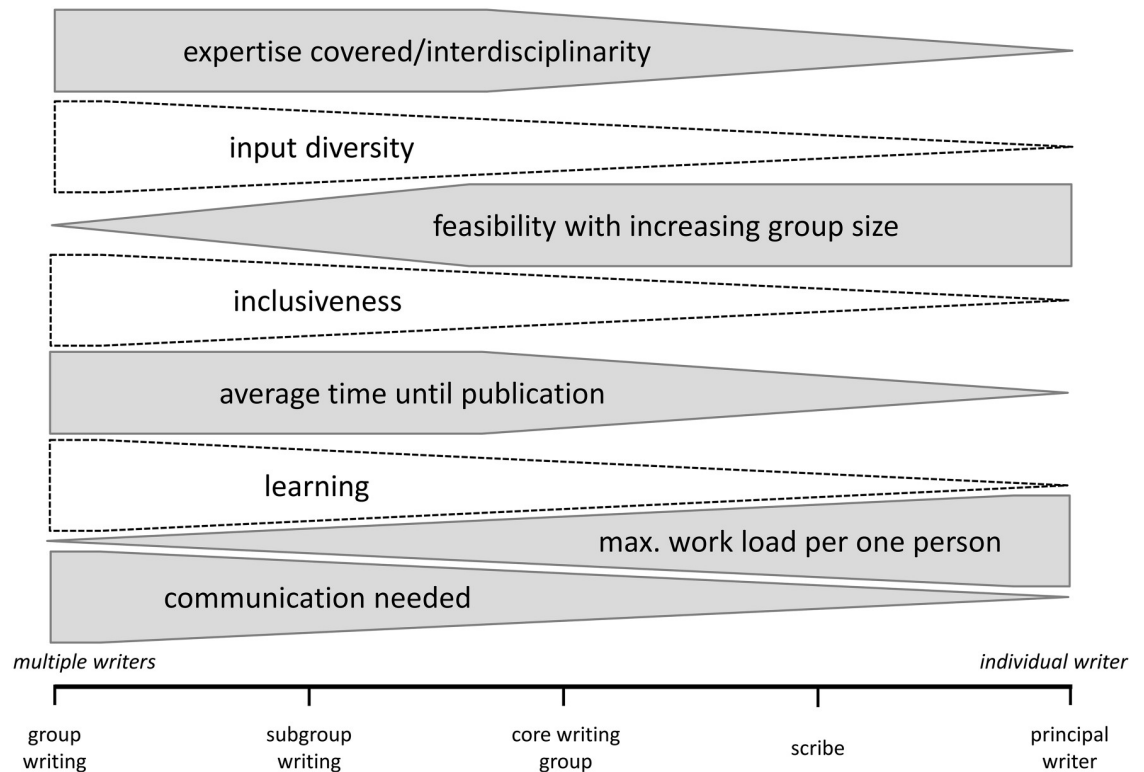 expertise covered/interdisciplinarity
input diversity
feasibility with increasing group size
inclusiveness
average time until publication
learning
max. work load per one person
communication needed
multiple writers
individual writer
group
writing
subgroup
writing
core writing
group
scribe
principal
writer